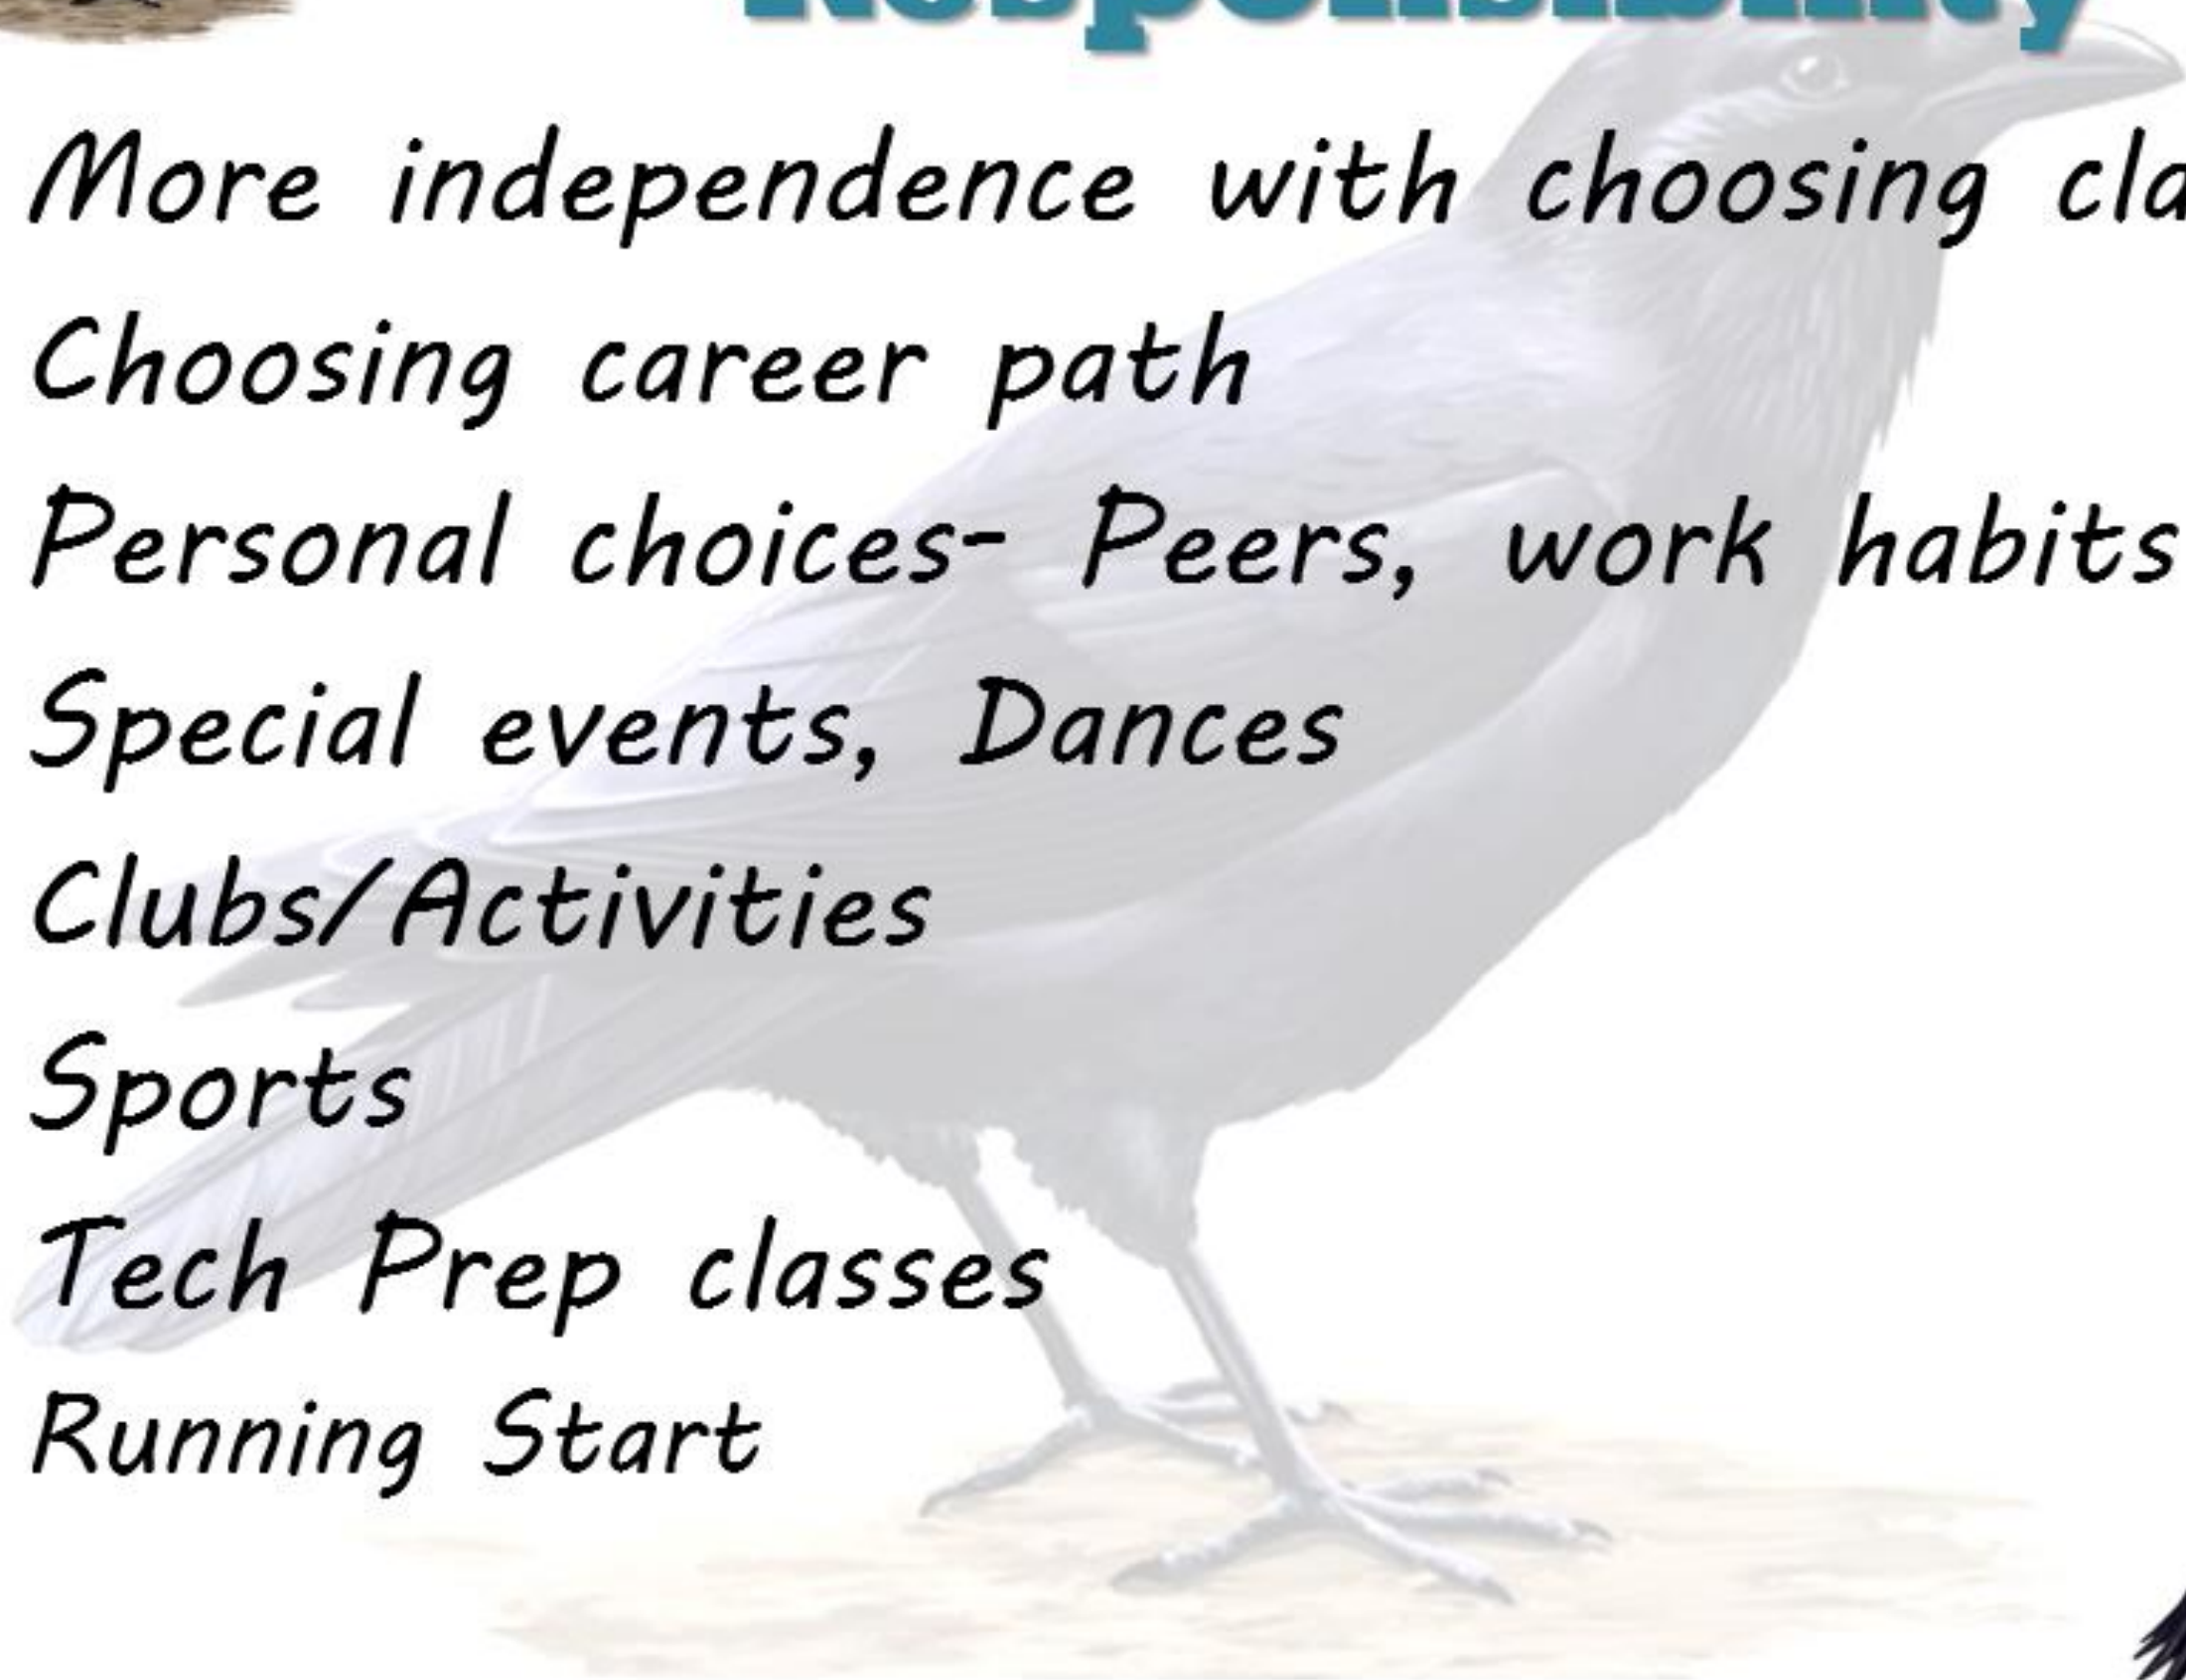 Responsibility
More independence with choosing
Choosing career path
Personal choices- Peers, work habits
Special events, Dances
Clubs/Activities
Sports
Tech Prep classes
Running Start